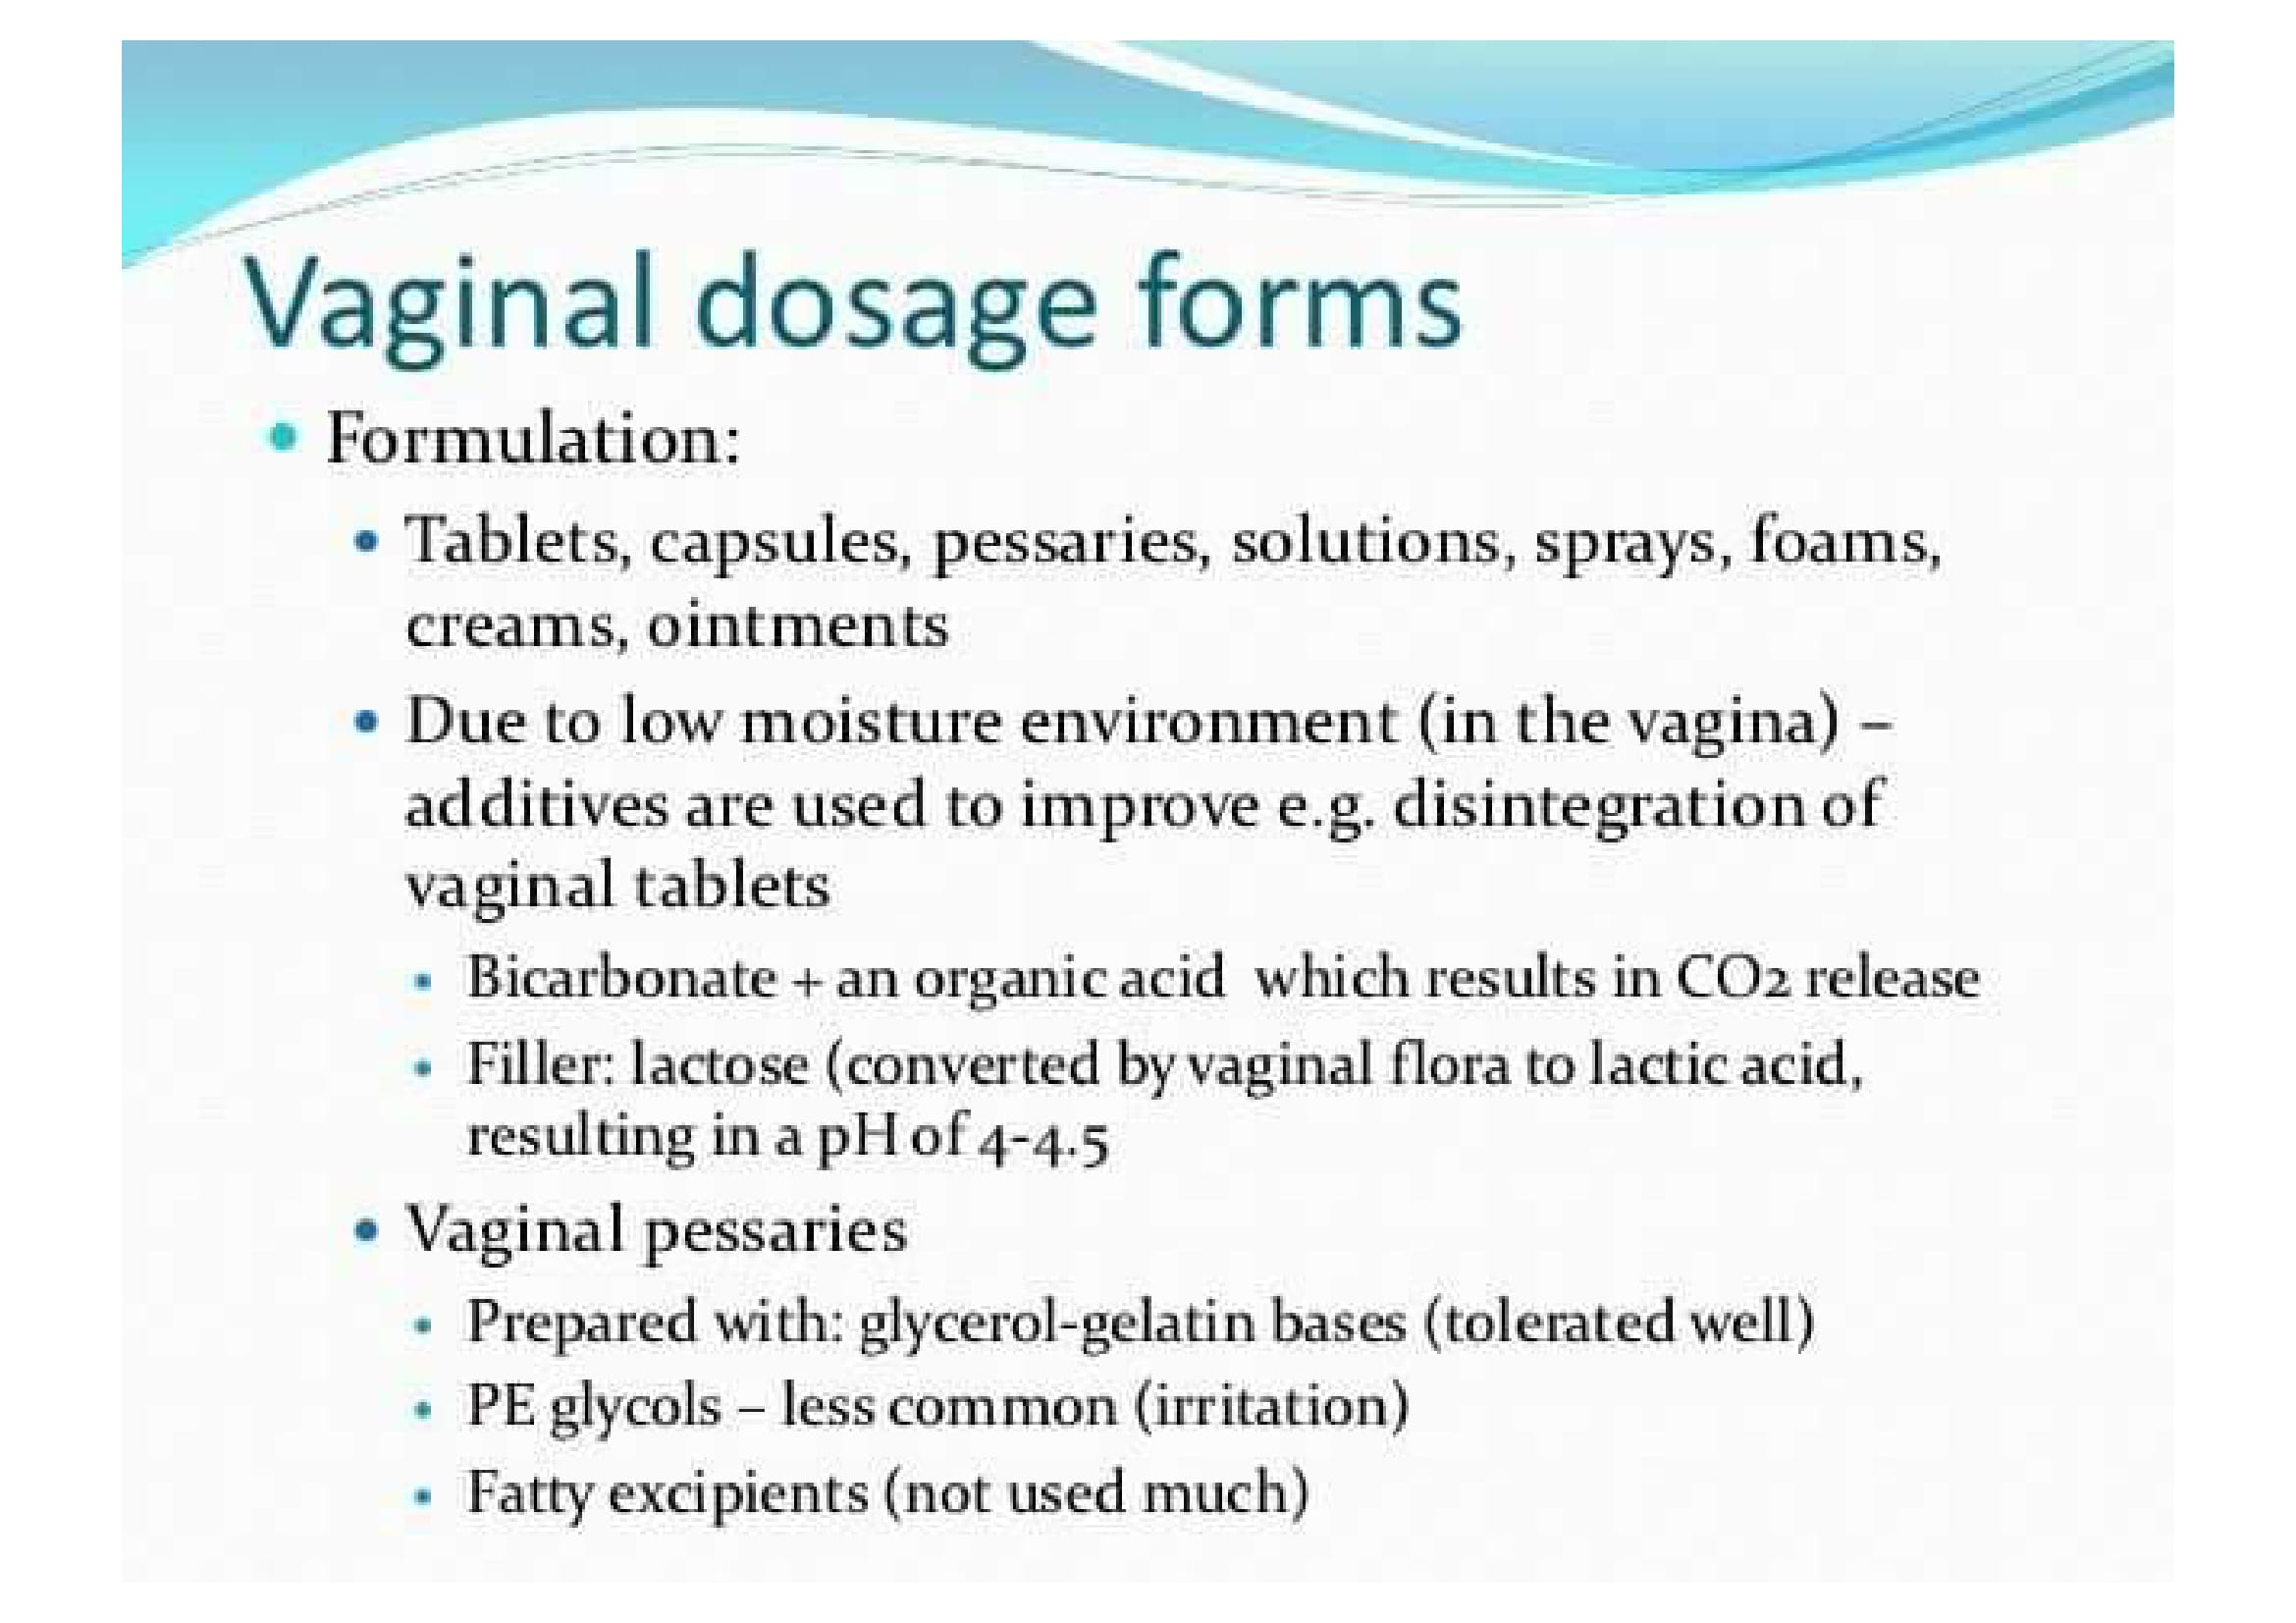 Vaginal dosage forms
• Formulation:
• Tablets, capsules, pessaries, solutions, sprays, foams,
creams, ointments
• Due to low moisture environment (in the vagina) –
additives are used to improve e.g. disintegration of
vaginal tablets
• Bicarbonate + an organic acid which results in CO2 release
• Filler: lactose (converted by vaginal flora to lactic acid,
resulting in a pH of 4-4.5
• Vaginal pessaries
• Prepared with: glycerol-gelatin bases (tolerated well)
• PE glycols – less common (irritation)
• Fatty excipients (not used much)